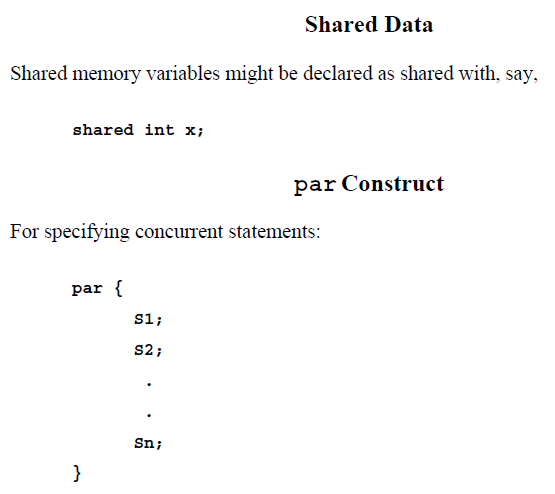 Shared Data
Shared memory variables might be declared as shared with, say,
shared int x;
par Construct
For specifying concurrent statements:
par {
S1;
S2;
.
.
Sn;
}